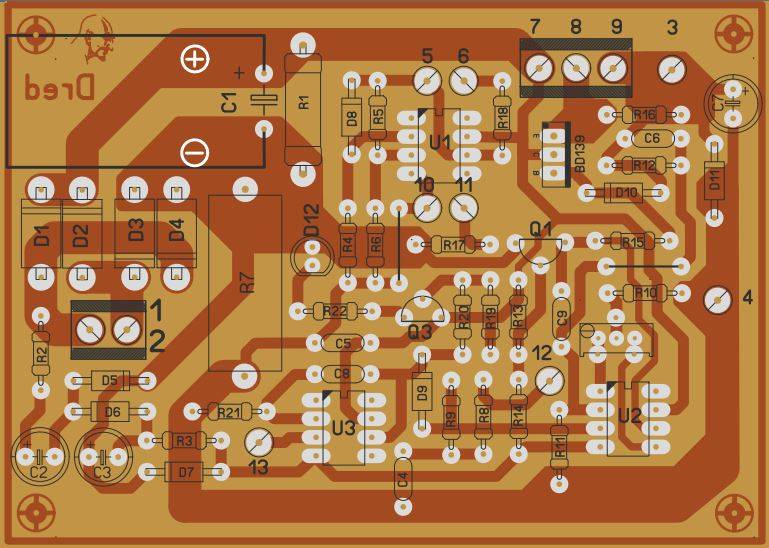 7 8 9 3
+
+ C1
R1
5 6
D8 R5 R18
U1
R16
C7 +
C6
BD139
R12
D11
D10
Dred
−
10 11
D1 D2 D3 D4
D12
R4 R6
R17
Q1
R15
R7
R10
4
1
2
R22
Q3
R20 R19 R13
C9
R2
C5
12
D5
C8
D9
D6
R21
U3
R9 R8 R14
U2
R3
13
R11
+ C2
+ C3
D7
C4